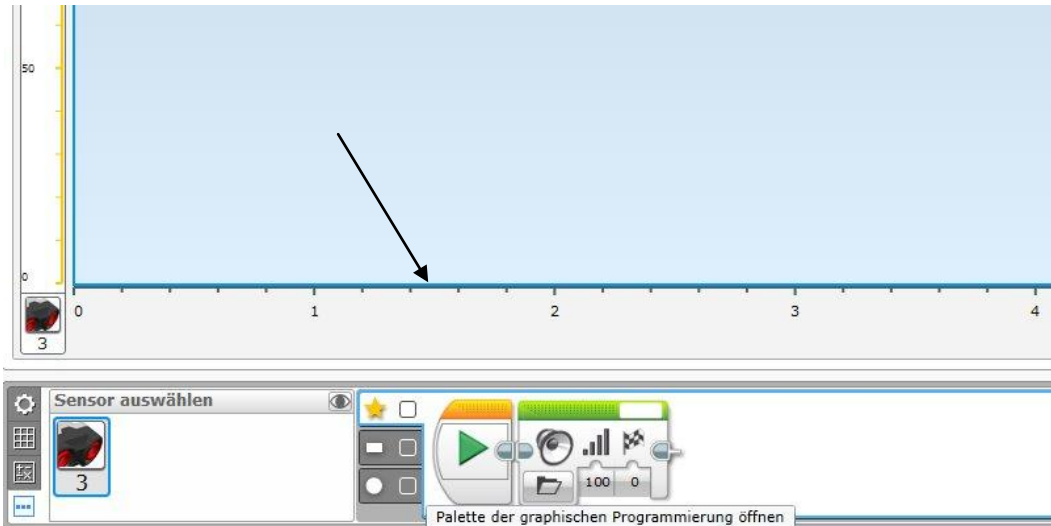 50
0
0 1 2 3 4
3
Sensor auswählen
3
100 0
Palette der graphischen Programmierung öffnen